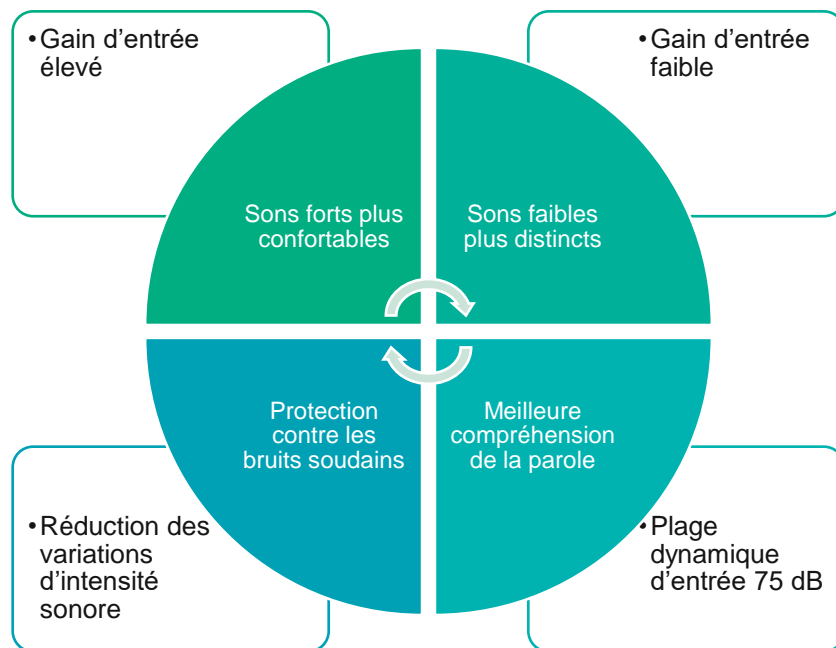 •Gain d’entrée
élevé
•Gain d’entrée
faible
Sons forts plus
confortables
Sons faibles
plus distincts
Protection
contre les
bruits soudains
Meilleure
compréhension
de la parole
•Réduction des
variations
d’intensité
sonore
•Plage
dynamique
d’entrée 75 dB